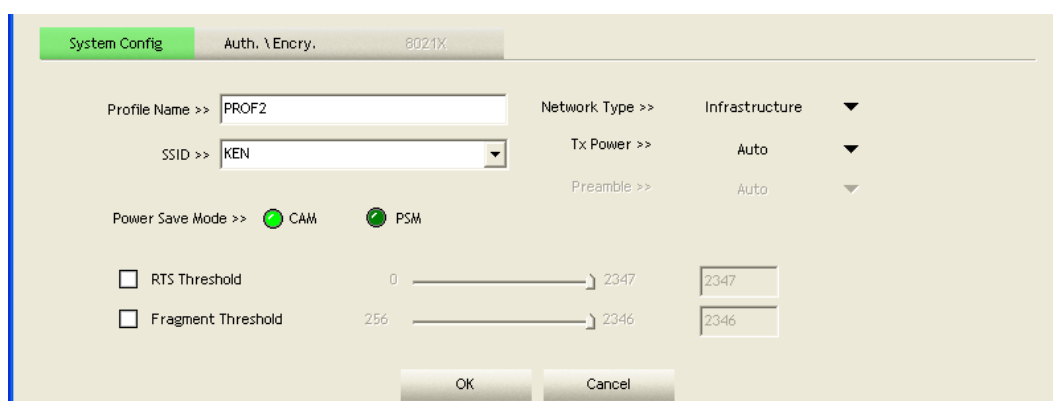 System Config Auth. \ Encry. 8021X
Profile Name >> PROF2 Network Type >> Infrastructure
SSID >> KEN Tx Power >> Auto
Preamble >> Auto
Power Save Mode >> CAM PSM
RTS Threshold 0 2347 2347
Fragment Threshold 256 2346 2346
OK Cancel